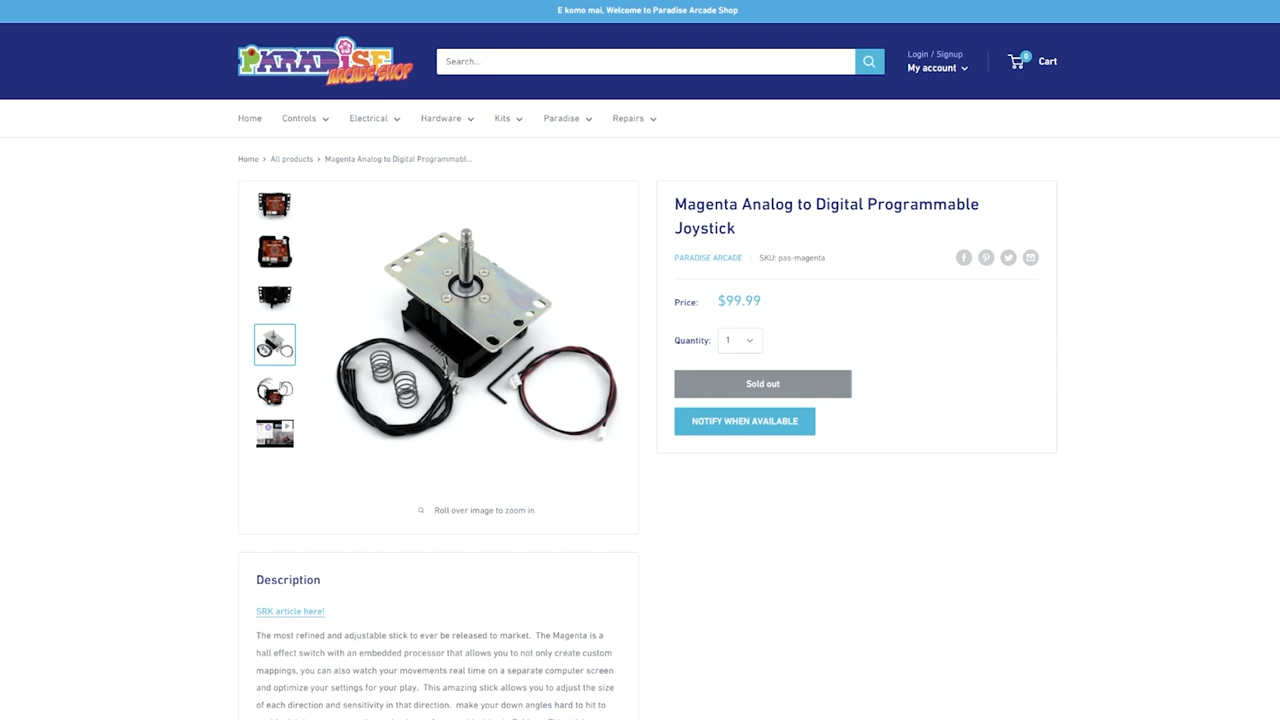 E komo mai, Welcome to Paradise Arcade Shop
PARADISE
ARCADE SHOP
Search...
Login / Signup
My account
0
Cart
Home
Controls
Electrical
Hardware
Kits
Paradise
Repairs
Home > All products > Magenta Analog to Digital Programmabl...
Roll over image to zoom in
Magenta Analog to Digital Programmable
Joystick
PARADISE ARCADE
SKU: pas-magenta
Price: $99.99
Quantity: 1
Sold out
NOTIFY WHEN AVAILABLE
Description
SRK article here!
The most refined and adjustable stick to ever be released to market. The Magenta is a
hall effect switch with an embedded processor that allows you to not only create custom
mappings, you can also watch your movements real time on a separate computer screen
and optimize your settings for your play. This amazing stick allows you to adjust the size
of each direction and sensitivity in that direction. make your down angles hard to hit to